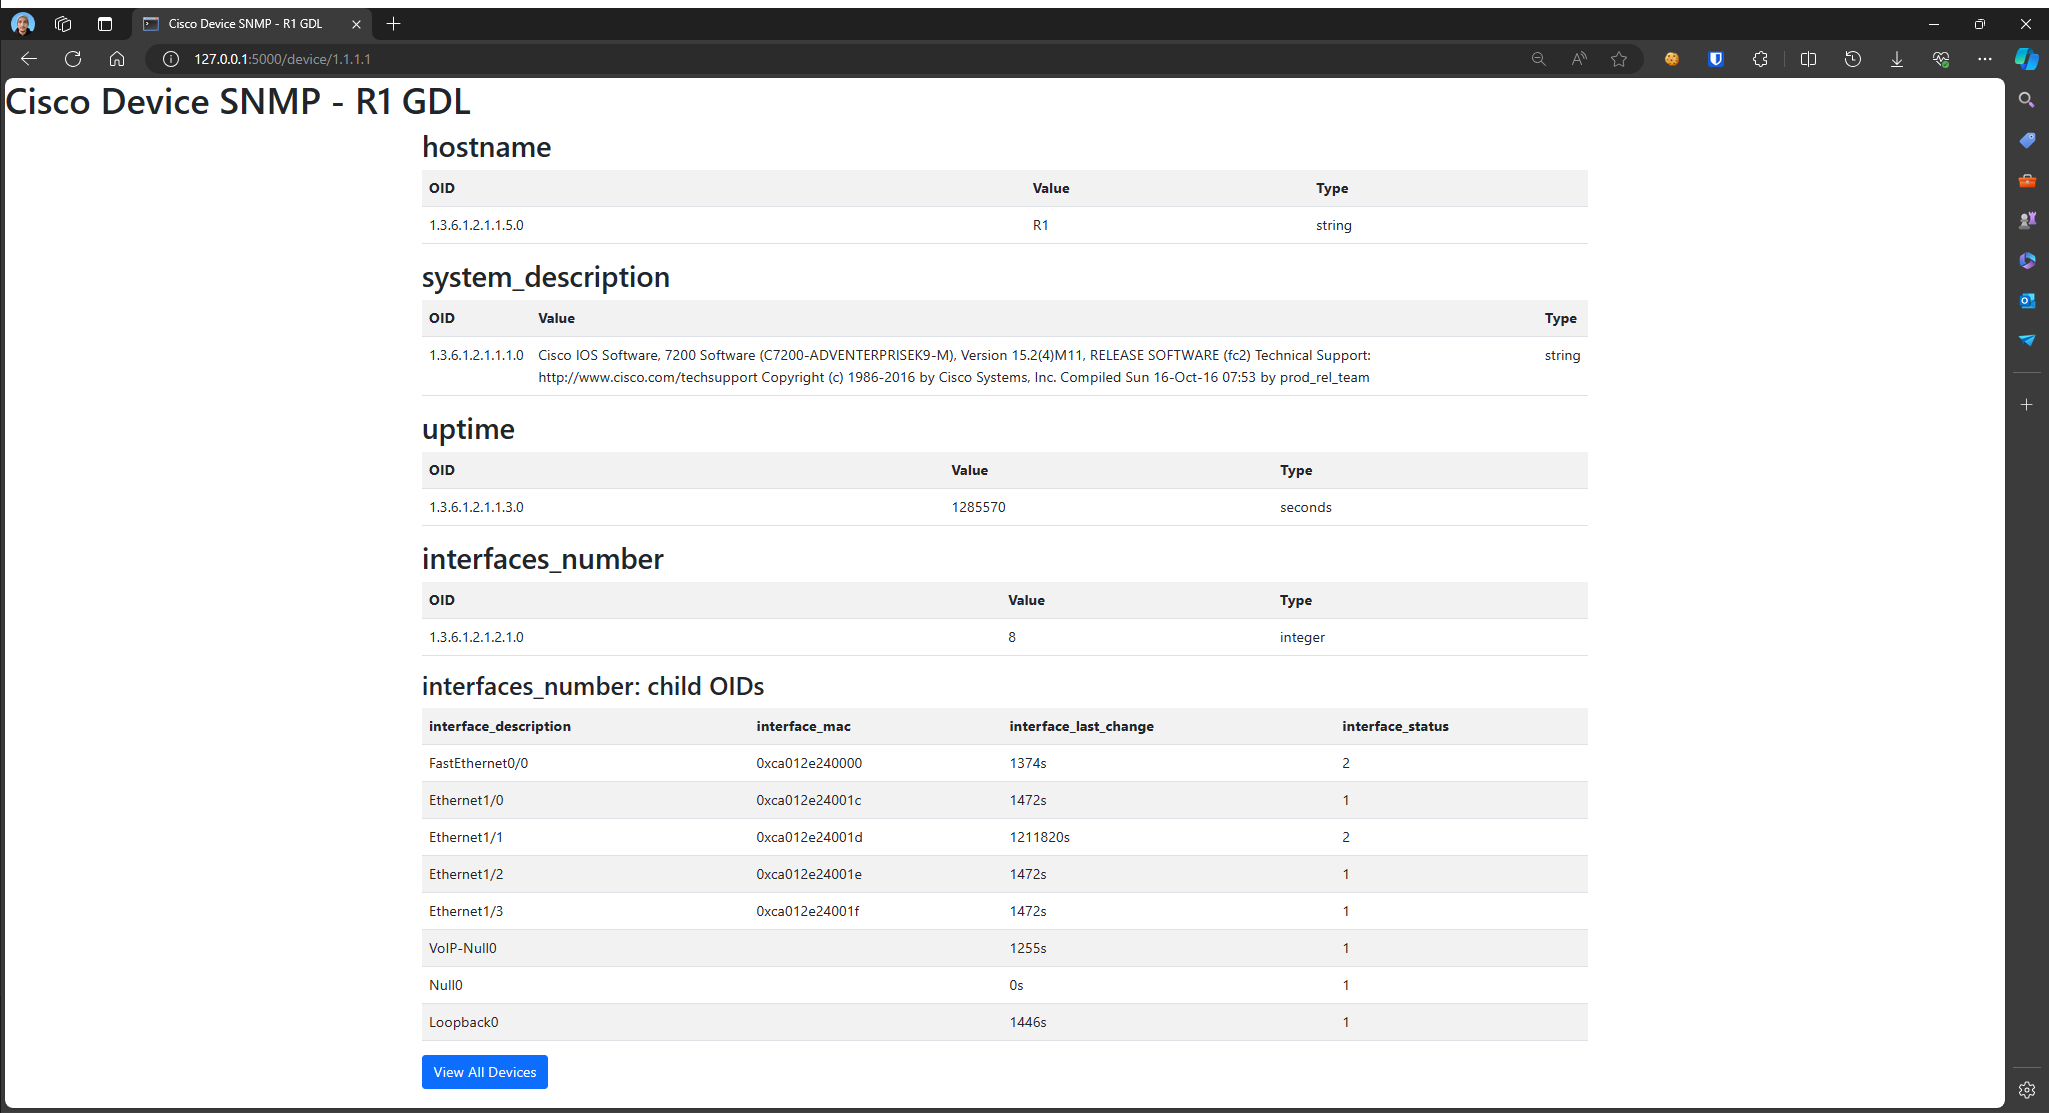 Cisco Device SNMP - R1 GDL
127.0.0.1:5000/device/1.1.1.1
Cisco Device SNMP - R1 GDL
hostname
OID Value Type
1.3.6.1.2.1.1.5.0 R1 string
system_description
OID Value Type
1.3.6.1.2.1.1.1.0 Cisco IOS Software, 7200 Software (C7200-ADVENTERPRISEK9-M), Version 15.2(4)M11, RELEASE SOFTWARE (fc2) Technical Support: string
http://www.cisco.com/techsupport Copyright (c) 1986-2016 by Cisco Systems, Inc. Compiled Sun 16-Oct-16 07:53 by prod_rel_team
uptime
OID Value Type
1.3.6.1.2.1.1.3.0 1285570 seconds
interfaces_number
OID Value Type
1.3.6.1.2.1.2.1.0 8 integer
interfaces_number: child OIDs
interface_description interface_mac interface_last_change interface_status
FastEthernet0/0 0xca012e240000 1374s 2
Ethernet1/0 0xca012e24001c 1472s 1
Ethernet1/1 0xca012e24001d 1211820s 2
Ethernet1/2 0xca012e24001e 1472s 1
Ethernet1/3 0xca012e24001f 1472s 1
VoIP-Null0 1255s 1
Null0 0s 1
Loopback0 1446s 1
View All Devices